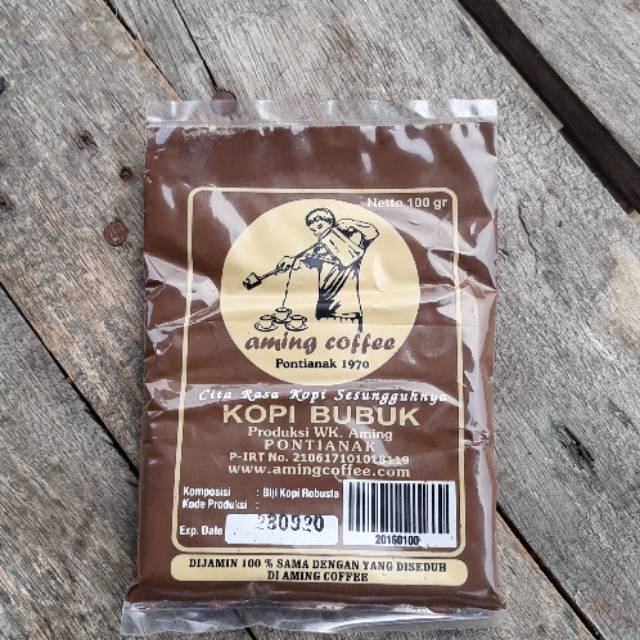 Netto 100 gr
aming coffee
Pontianak 1970
Cita Rasa Kopi Sesungguhnya
KOPI BUBUK
Produksi WK. Aming
PONTIANAK
P-IRT No. 210617101018119
www.amingcoffee.com
Komposisi : Biji Kopi Robusta
Kode Produksi :
Exp. Date 280920
20160100
DIJAMIN 100 % SAMA DENGAN YANG DISEDUH
DI AMING COFFEE